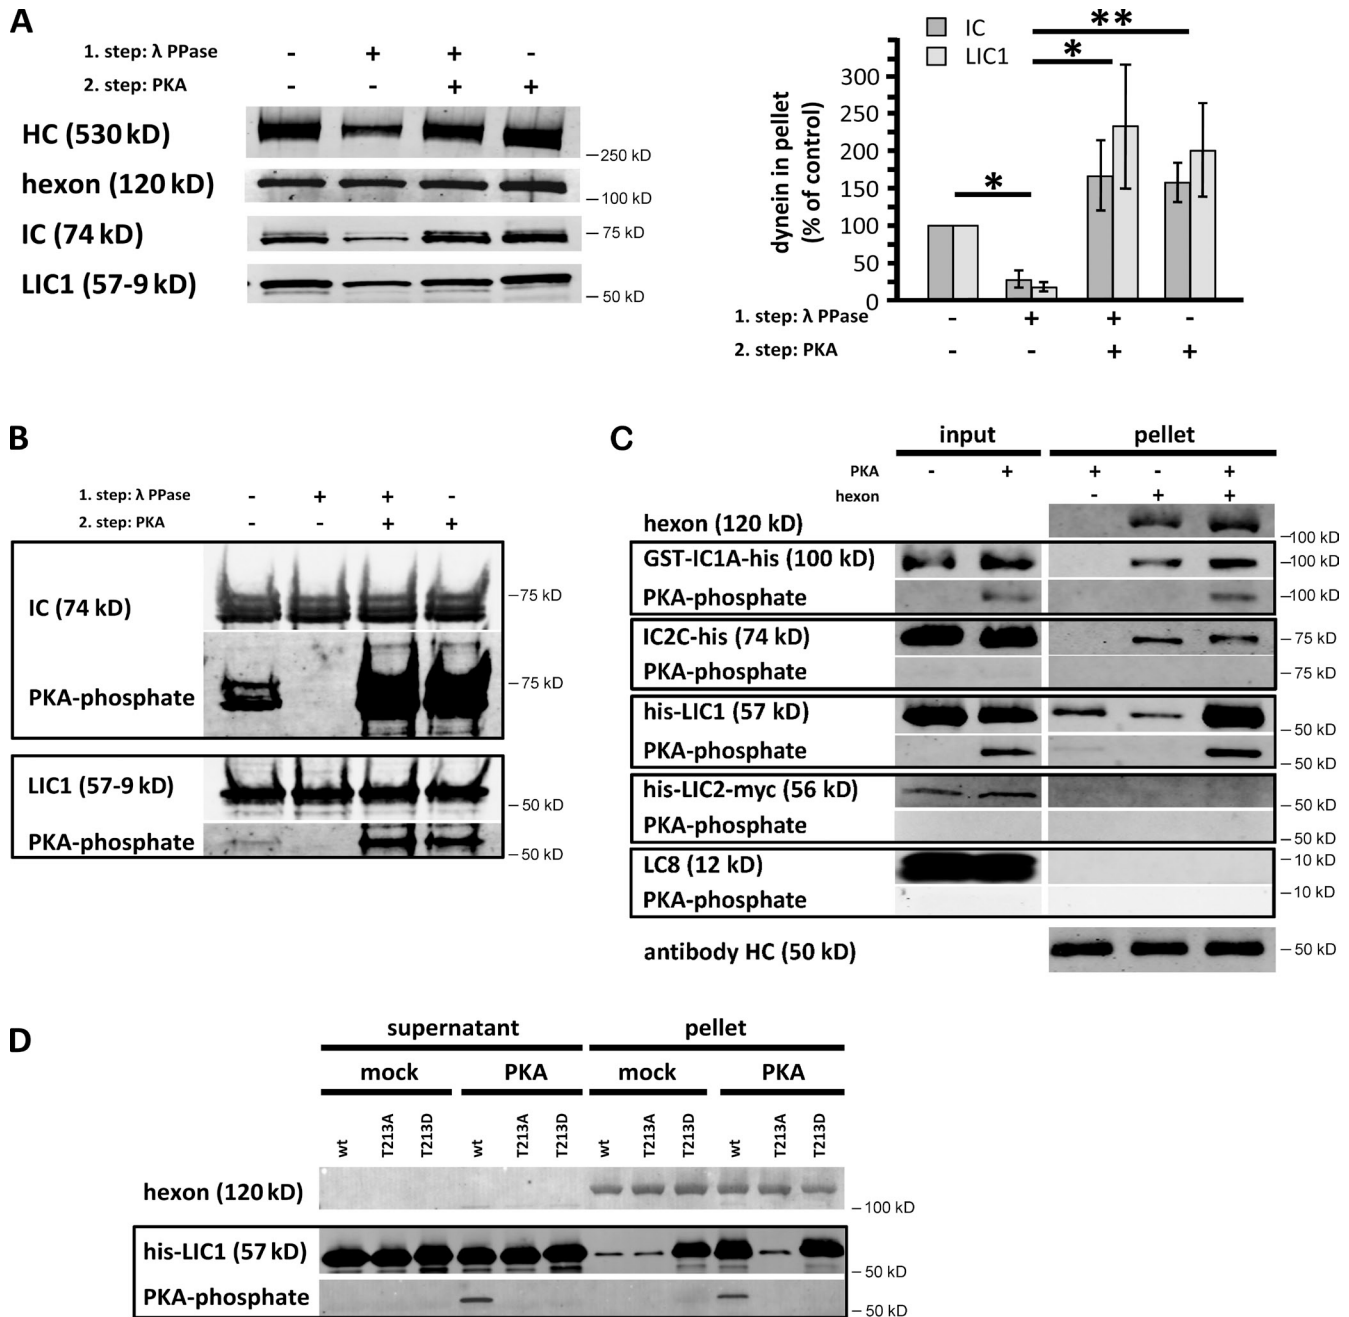 A
1. step: λ PPase - + + -
2. step: PKA - - + +
HC (530 kD)
–250 kD
hexon (120 kD)
–100 kD
IC (74 kD)
–75 kD
LIC1 (57-9 kD)
–50 kD
**
*
*
IC
LIC1
dynein in pellet
(% of control)
300
250
200
150
100
50
0
1. step: λ PPase - + + -
2. step: PKA - - + +
B
1. step: λ PPase - + + -
2. step: PKA - - + +
IC (74 kD)
–75 kD
PKA-phosphate
–75 kD
LIC1 (57-9 kD)
–50 kD
PKA-phosphate
–50 kD
C
input pellet
PKA - + + - +
hexon - + +
hexon (120 kD)
–100 kD
GST-IC1A-his (100 kD)
–100 kD
PKA-phosphate
–100 kD
IC2C-his (74 kD)
–75 kD
PKA-phosphate
–75 kD
his-LIC1 (57 kD)
–50 kD
PKA-phosphate
–50 kD
his-LIC2-myc (56 kD)
–50 kD
PKA-phosphate
–50 kD
LC8 (12 kD)
–10 kD
PKA-phosphate
–10 kD
antibody HC (50 kD)
–50 kD
D
supernatant pellet
mock PKA mock PKA
wt T213A T213D wt T213A T213D wt T213A T213D wt T213A T213D
hexon (120 kD)
–100 kD
his-LIC1 (57 kD)
–50 kD
PKA-phosphate
–50 kD